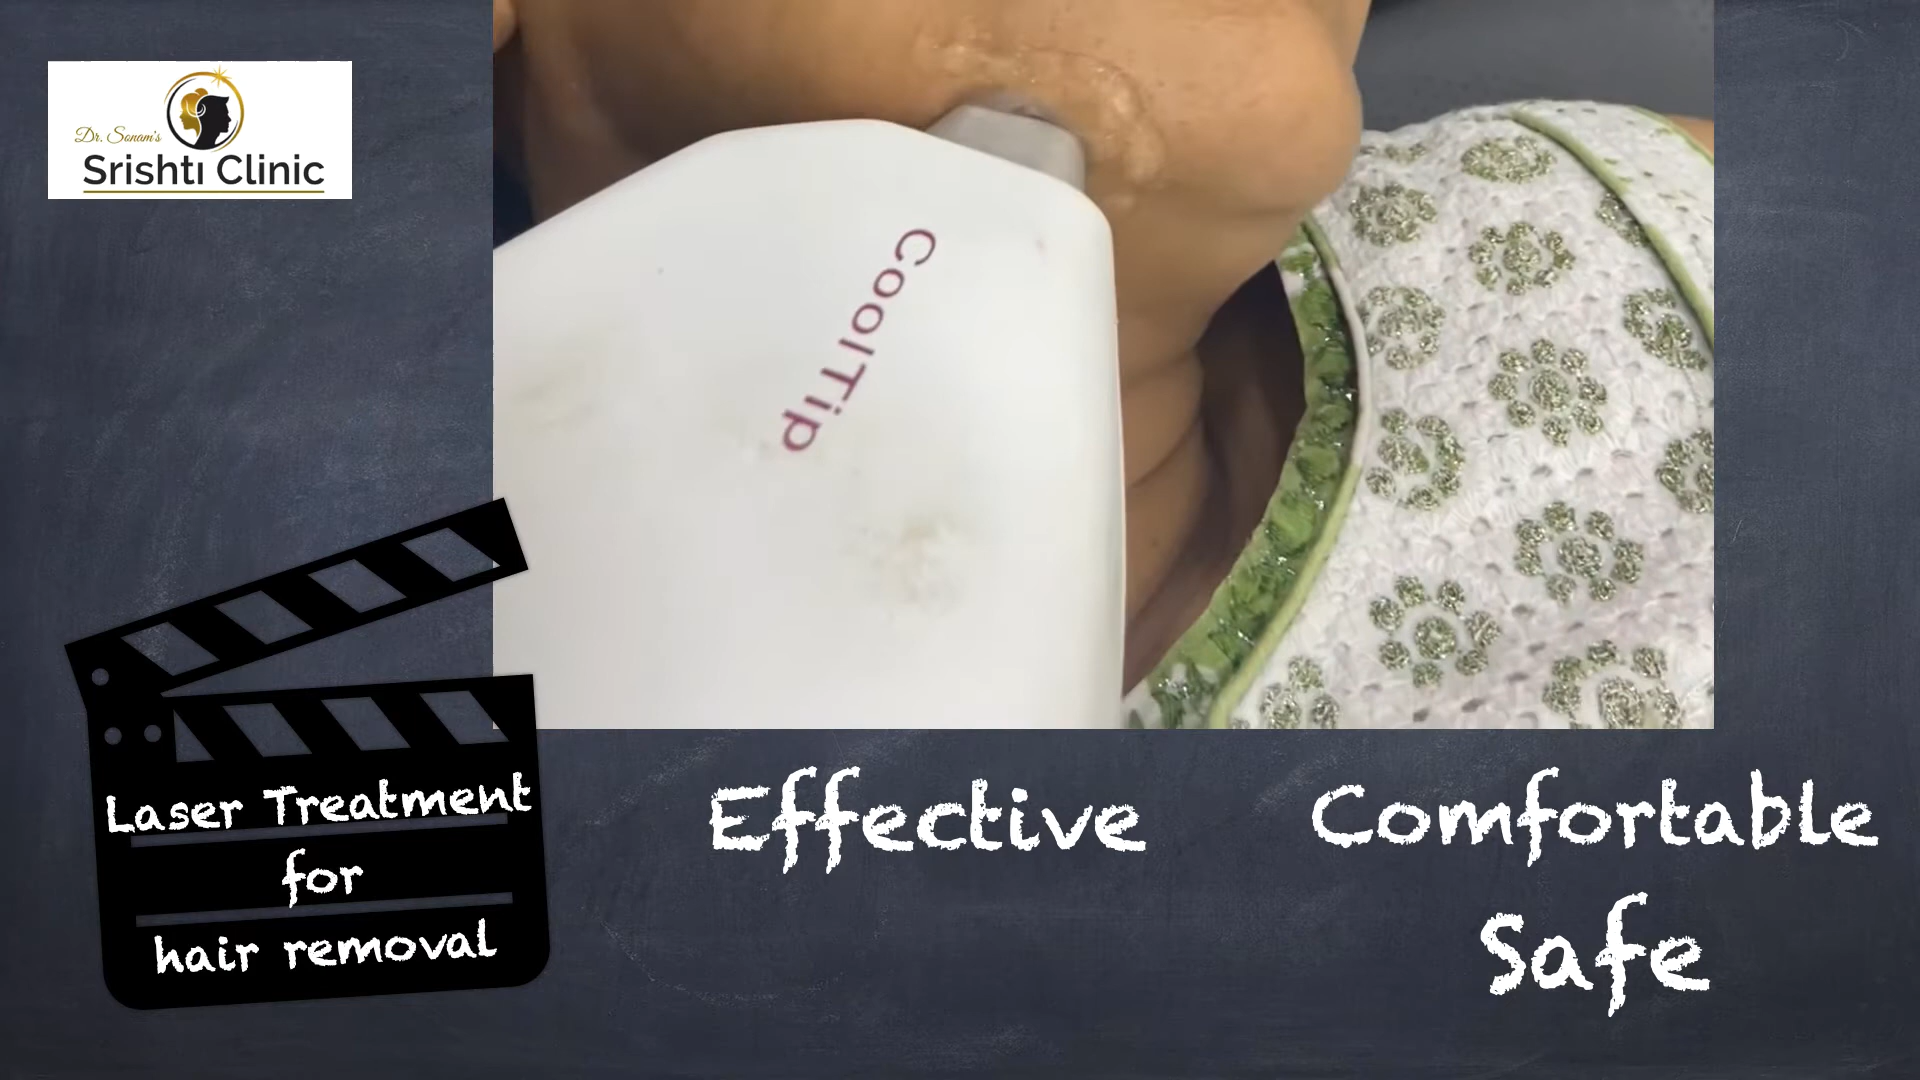 Dr. Sonam's
Srishti Clinic
CoolTip
Laser Treatment
for
hair removal
Effective
Comfortable
Safe